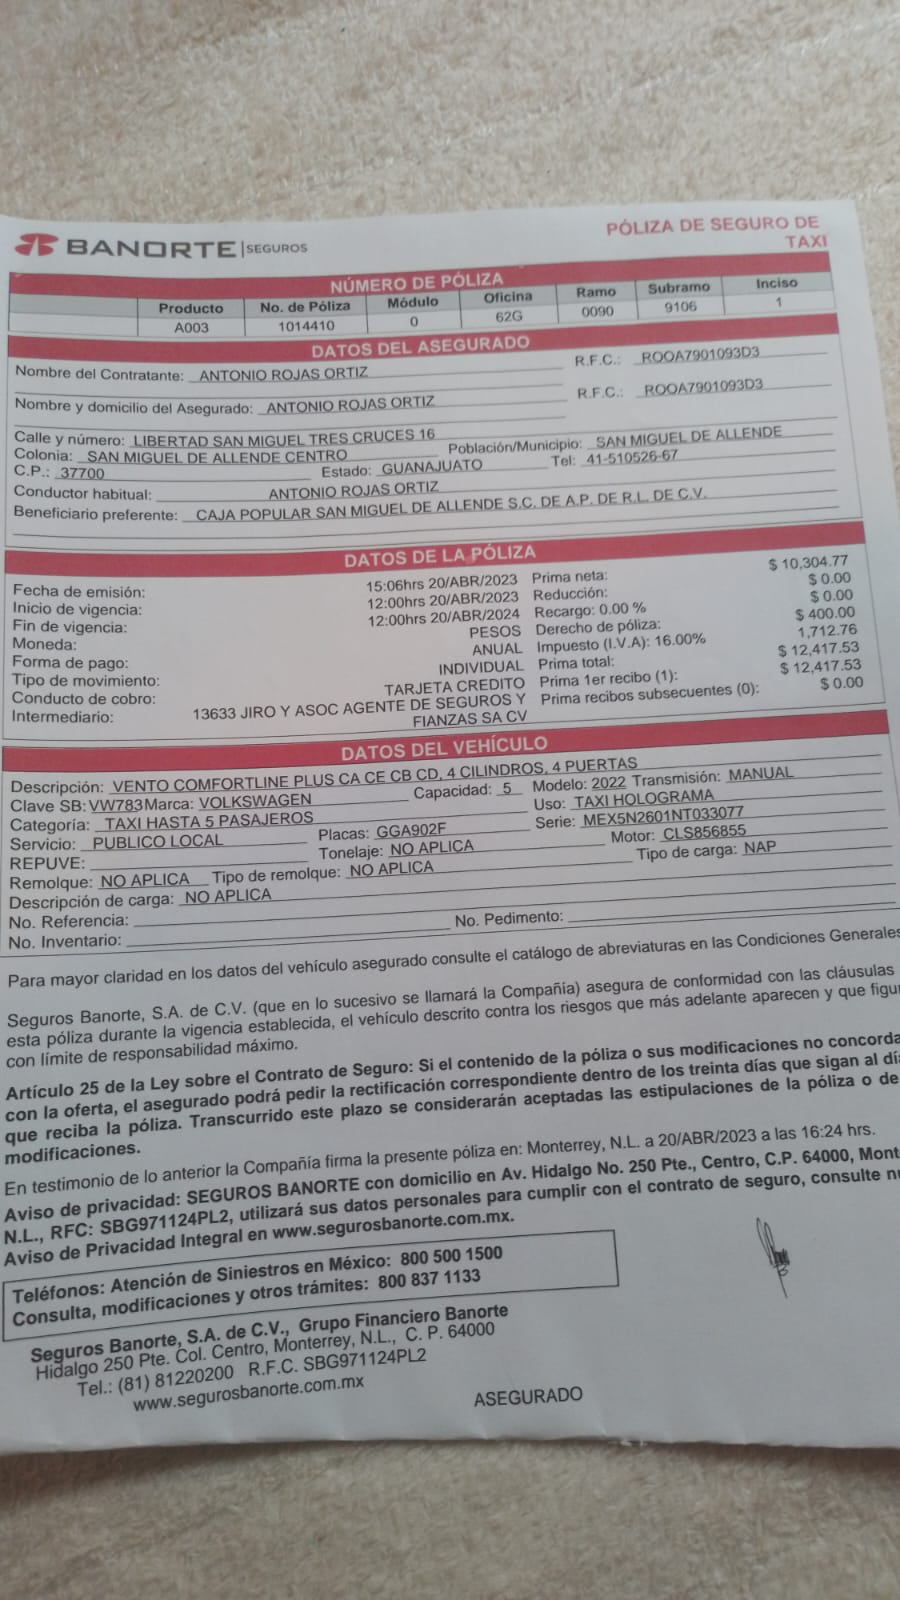 BANORTE | SEGUROS
PÓLIZA DE SEGURO DE
TAXI
NÚMERO DE PÓLIZA
Producto No. de Póliza Módulo Oficina Ramo Subramo Inciso
A003 1014410 0 62G 0090 9106 1
DATOS DEL ASEGURADO
Nombre del Contratante: ANTONIO ROJAS ORTIZ R.F.C.: ROOA7901093D3
Nombre y domicilio del Asegurado: ANTONIO ROJAS ORTIZ R.F.C.: ROOA7901093D3
Calle y número: LIBERTAD SAN MIGUEL TRES CRUCES 16
Colonia: SAN MIGUEL DE ALLENDE CENTRO Población/Municipio: SAN MIGUEL DE ALLENDE
C.P.: 37700 Estado: GUANAJUATO Tel: 41-510526-67
Conductor habitual: ANTONIO ROJAS ORTIZ
Beneficiario preferente: CAJA POPULAR SAN MIGUEL DE ALLENDE S.C. DE A.P. DE R.L. DE C.V.
DATOS DE LA PÓLIZA
Fecha de emisión: 15:06hrs 20/ABR/2023 Prima neta: $ 10,304.77
Inicio de vigencia: 12:00hrs 20/ABR/2023 Reducción: $ 0.00
Fin de vigencia: 12:00hrs 20/ABR/2024 Recargo: 0.00 % $ 0.00
Moneda: PESOS Derecho de póliza: $ 400.00
Forma de pago: ANUAL Impuesto (I.V.A): 16.00% 1,712.76
Tipo de movimiento: INDIVIDUAL Prima total: $ 12,417.53
Conducto de cobro: TARJETA CREDITO Prima 1er recibo (1): $ 12,417.53
Intermediario: 13633 JIRO Y ASOC AGENTE DE SEGUROS Y Prima recibos subsecuentes (0): $ 0.00
FIANZAS SA CV
DATOS DEL VEHÍCULO
Descripción: VENTO COMFORTLINE PLUS CA CE CB CD, 4 CILINDROS, 4 PUERTAS
Clave SB: VW783 Marca: VOLKSWAGEN Capacidad: 5 Modelo: 2022 Transmisión: MANUAL
Categoría: TAXI HASTA 5 PASAJEROS Uso: TAXI HOLOGRAMA
Servicio: PUBLICO LOCAL Placas: GGA902F Serie: MEX5N2601NT033077
REPUVE: Tonelaje: NO APLICA Motor: CLS856855
Remolque: NO APLICA Tipo de remolque: NO APLICA Tipo de carga: NAP
Descripción de carga: NO APLICA
No. Referencia: No. Pedimento:
No. Inventario:
Para mayor claridad en los datos del vehículo asegurado consulte el catálogo de abreviaturas en las Condiciones Generales
Seguros Banorte, S.A. de C.V. (que en lo sucesivo se llamará la Compañía) asegura de conformidad con las cláusulas
esta póliza durante la vigencia establecida, el vehículo descrito contra los riesgos que más adelante aparecen y que figu
con límite de responsabilidad máximo.
Artículo 25 de la Ley sobre el Contrato de Seguro: Si el contenido de la póliza o sus modificaciones no concorda
con la oferta, el asegurado podrá pedir la rectificación correspondiente dentro de los treinta días que sigan al dí
que reciba la póliza. Transcurrido este plazo se considerarán aceptadas las estipulaciones de la póliza o de
modificaciones.
En testimonio de lo anterior la Compañía firma la presente póliza en: Monterrey, N.L. a 20/ABR/2023 a las 16:24 hrs.
Aviso de privacidad: SEGUROS BANORTE con domicilio en Av. Hidalgo No. 250 Pte., Centro, C.P. 64000, Mont
N.L., RFC: SBG971124PL2, utilizará sus datos personales para cumplir con el contrato de seguro, consulte nu
Aviso de Privacidad Integral en www.segurosbanorte.com.mx.
Teléfonos: Atención de Siniestros en México: 800 500 1500
Consulta, modificaciones y otros trámites: 800 837 1133
Seguros Banorte, S.A. de C.V., Grupo Financiero Banorte
Hidalgo 250 Pte. Col. Centro, Monterrey, N.L., C. P. 64000
Tel.: (81) 81220200 R.F.C. SBG971124PL2
www.segurosbanorte.com.mx
ASEGURADO